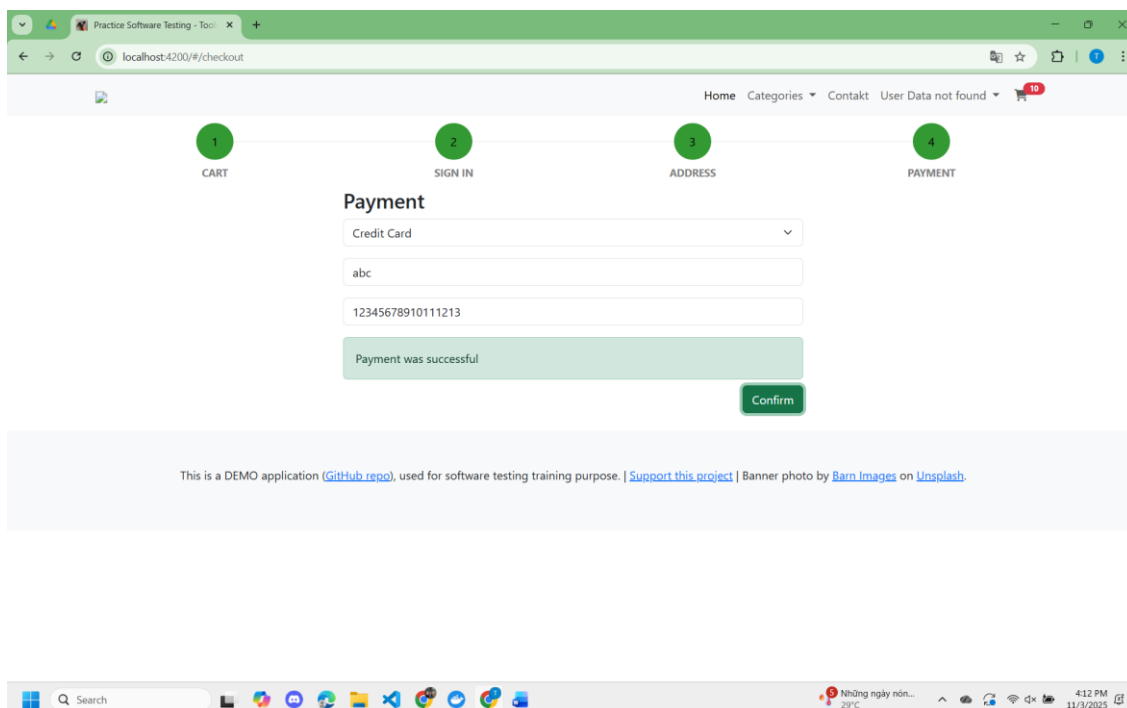 Practice Software Testing - Tool
localhost:4200/#/checkout
T
Home Categories Contakt User Data not found 10
1 2 3 4
CART SIGN IN ADDRESS PAYMENT
Payment
Credit Card
abc
12345678910111213
Payment was successful
Confirm
This is a DEMO application (GitHub repo), used for software testing training purpose. | Support this project | Banner photo by Barn Images on Unsplash.
Search
5 Những ngày nón... 4:12 PM
29°C 11/3/2025